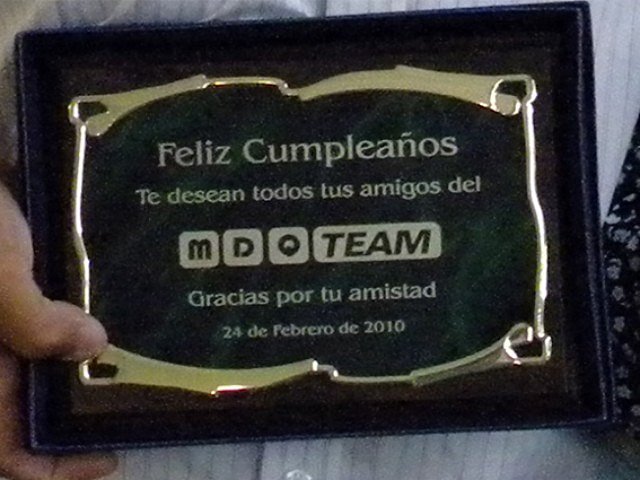 Feliz Cumpleaños
Te desean todos tus amigos del
MDQ TEAM
Gracias por tu amistad
24 de Febrero de 2010